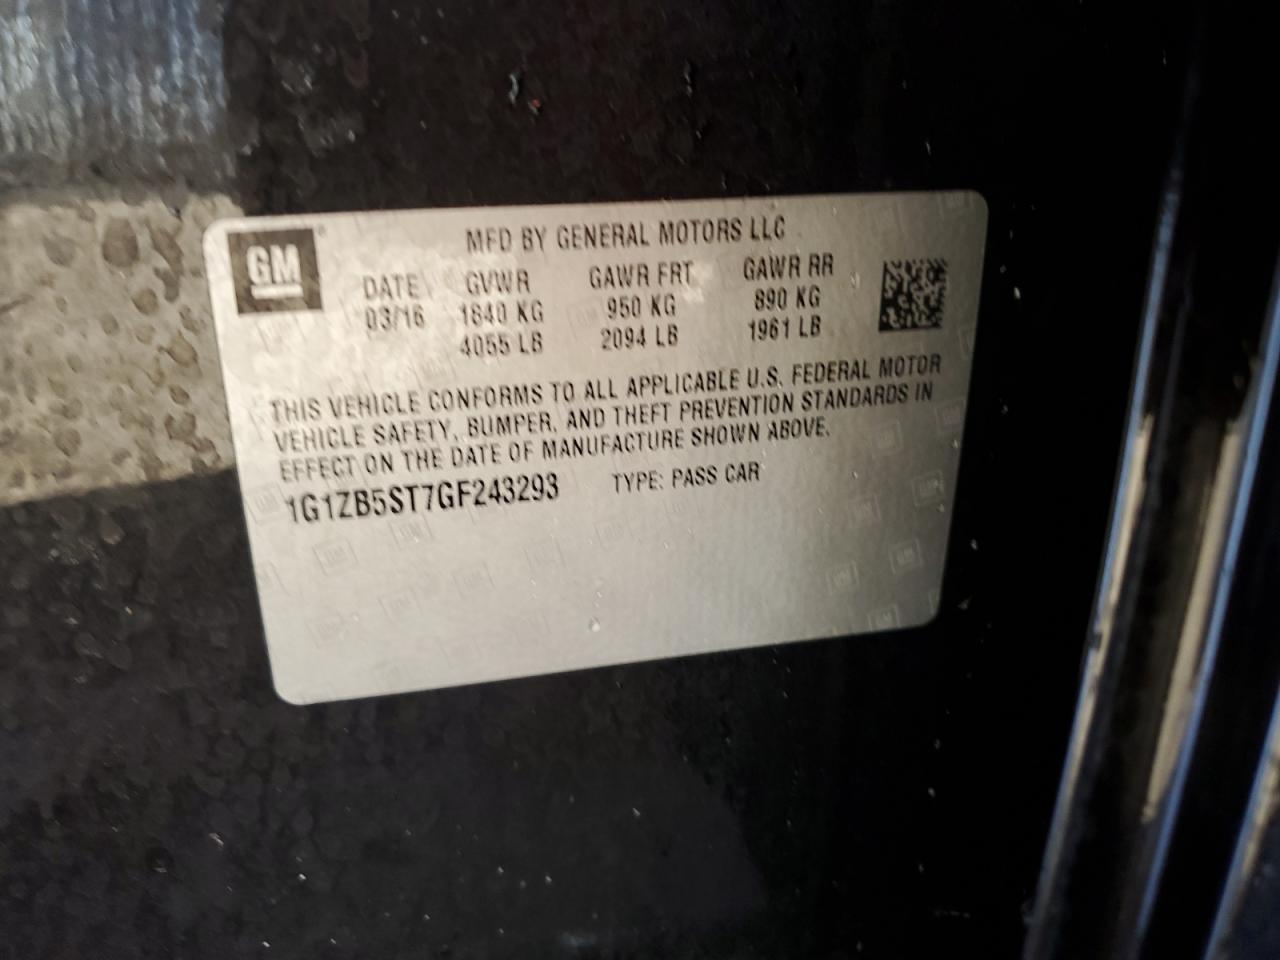 GM
MFD BY GENERAL MOTORS LLC
DATE GVWR GAWR FRT GAWR RR
03/16 1840 KG 950 KG 890 KG
4055 LB 2094 LB 1961 LB
THIS VEHICLE CONFORMS TO ALL APPLICABLE U.S. FEDERAL MOTOR
VEHICLE SAFETY, BUMPER, AND THEFT PREVENTION STANDARDS IN
EFFECT ON THE DATE OF MANUFACTURE SHOWN ABOVE.
1G1ZB5ST7GF243293 TYPE: PASS CAR